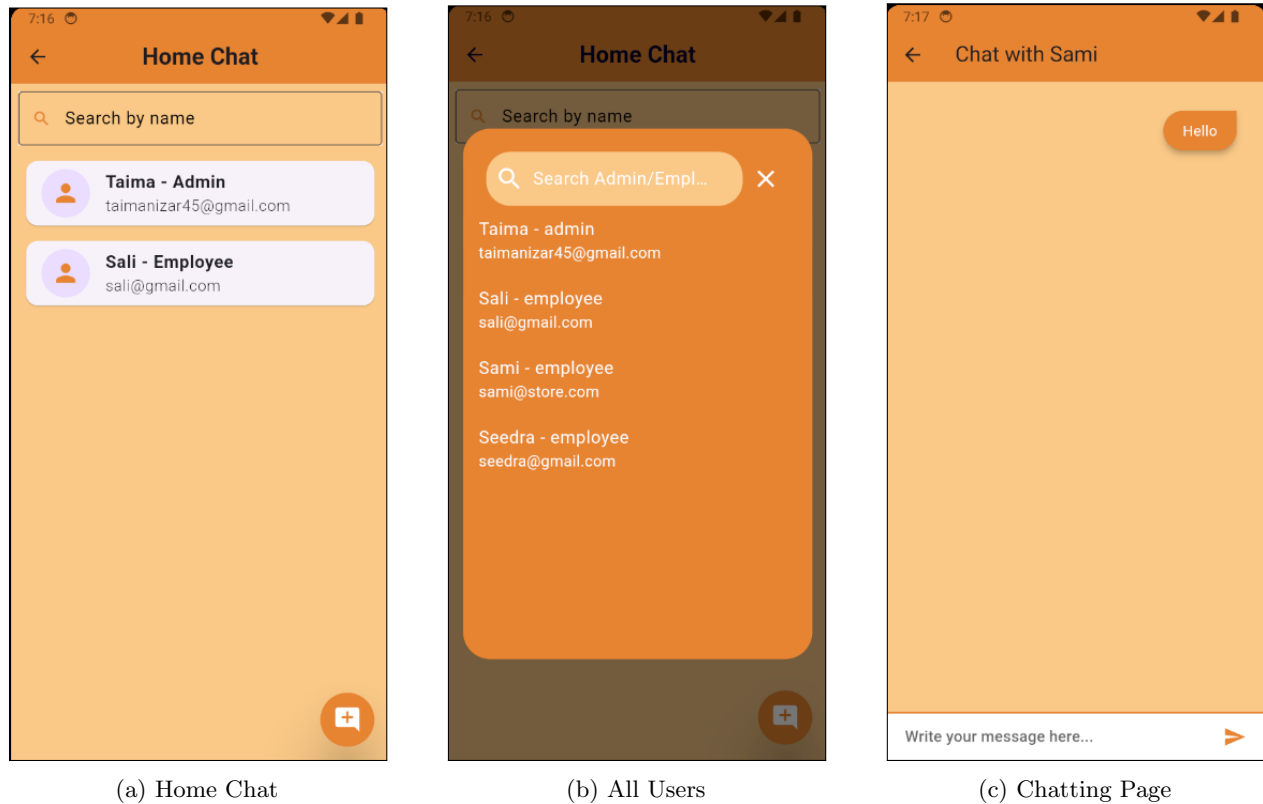 7:16
Home Chat
Search by name
Taima - Admin
taimanizar45@gmail.com
Sali - Employee
sali@gmail.com
(a) Home Chat
7:16
Home Chat
Search by name
Search Admin/Empl...
Taima - admin
taimanizar45@gmail.com
Sali - employee
sali@gmail.com
Sami - employee
sami@store.com
Seedra - employee
seedra@gmail.com
(b) All Users
7:17
Chat with Sami
Hello
Write your message here...
(c) Chatting Page